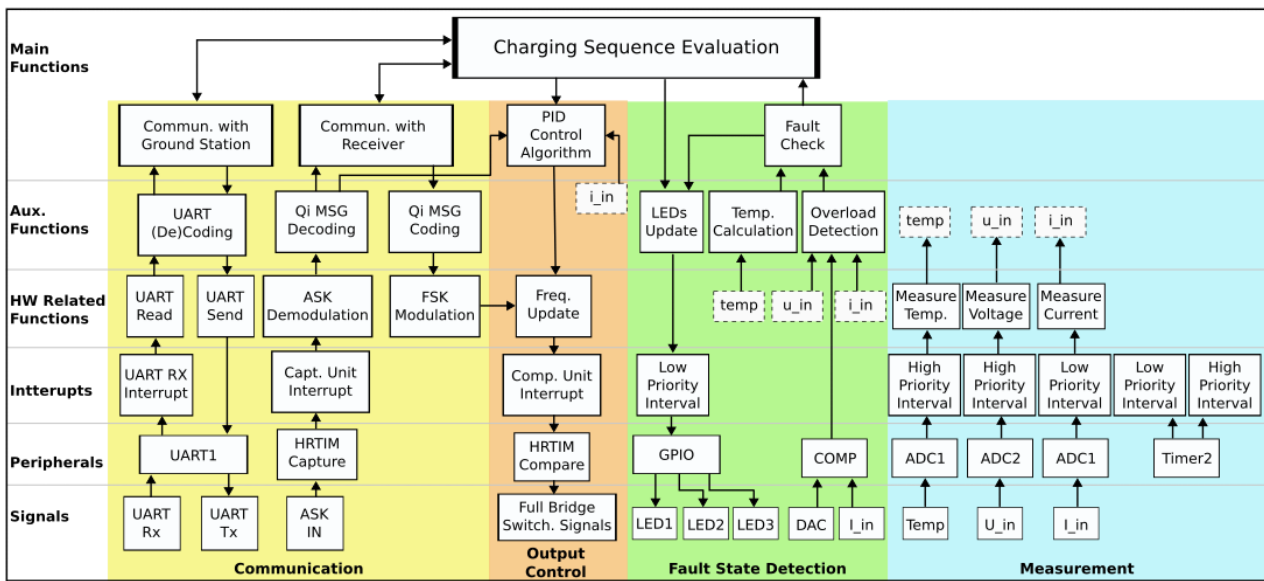 Main
Functions
Charging Sequence Evaluation
Commun. with
Ground Station
Commun. with
Receiver
PID
Control
Algorithm
Fault
Check
Aux.
Functions
UART
(De)Coding
Qi MSG
Decoding
Qi MSG
Coding
i_in
LEDs
Update
Temp.
Calculation
Overload
Detection
temp
u_in
i_in
HW Related
Functions
UART
Read
UART
Send
ASK
Demodulation
FSK
Modulation
Freq.
Update
temp
u_in
i_in
Measure
Temp.
Measure
Voltage
Measure
Current
Intterupts
UART RX
Interrupt
Capt. Unit
Interrupt
Comp. Unit
Interrupt
Low
Priority
Interval
High
Priority
Interval
High
Priority
Interval
Low
Priority
Interval
Low
Priority
Interval
High
Priority
Interval
Peripherals
UART1
HRTIM
Capture
HRTIM
Compare
GPIO
COMP
ADC1
ADC2
ADC1
Timer2
Signals
UART
Rx
UART
Tx
ASK
IN
Full Bridge
Switch. Signals
LED1
LED2
LED3
DAC
I_in
Temp
U_in
I_in
Communication
Output
Control
Fault State Detection
Measurement